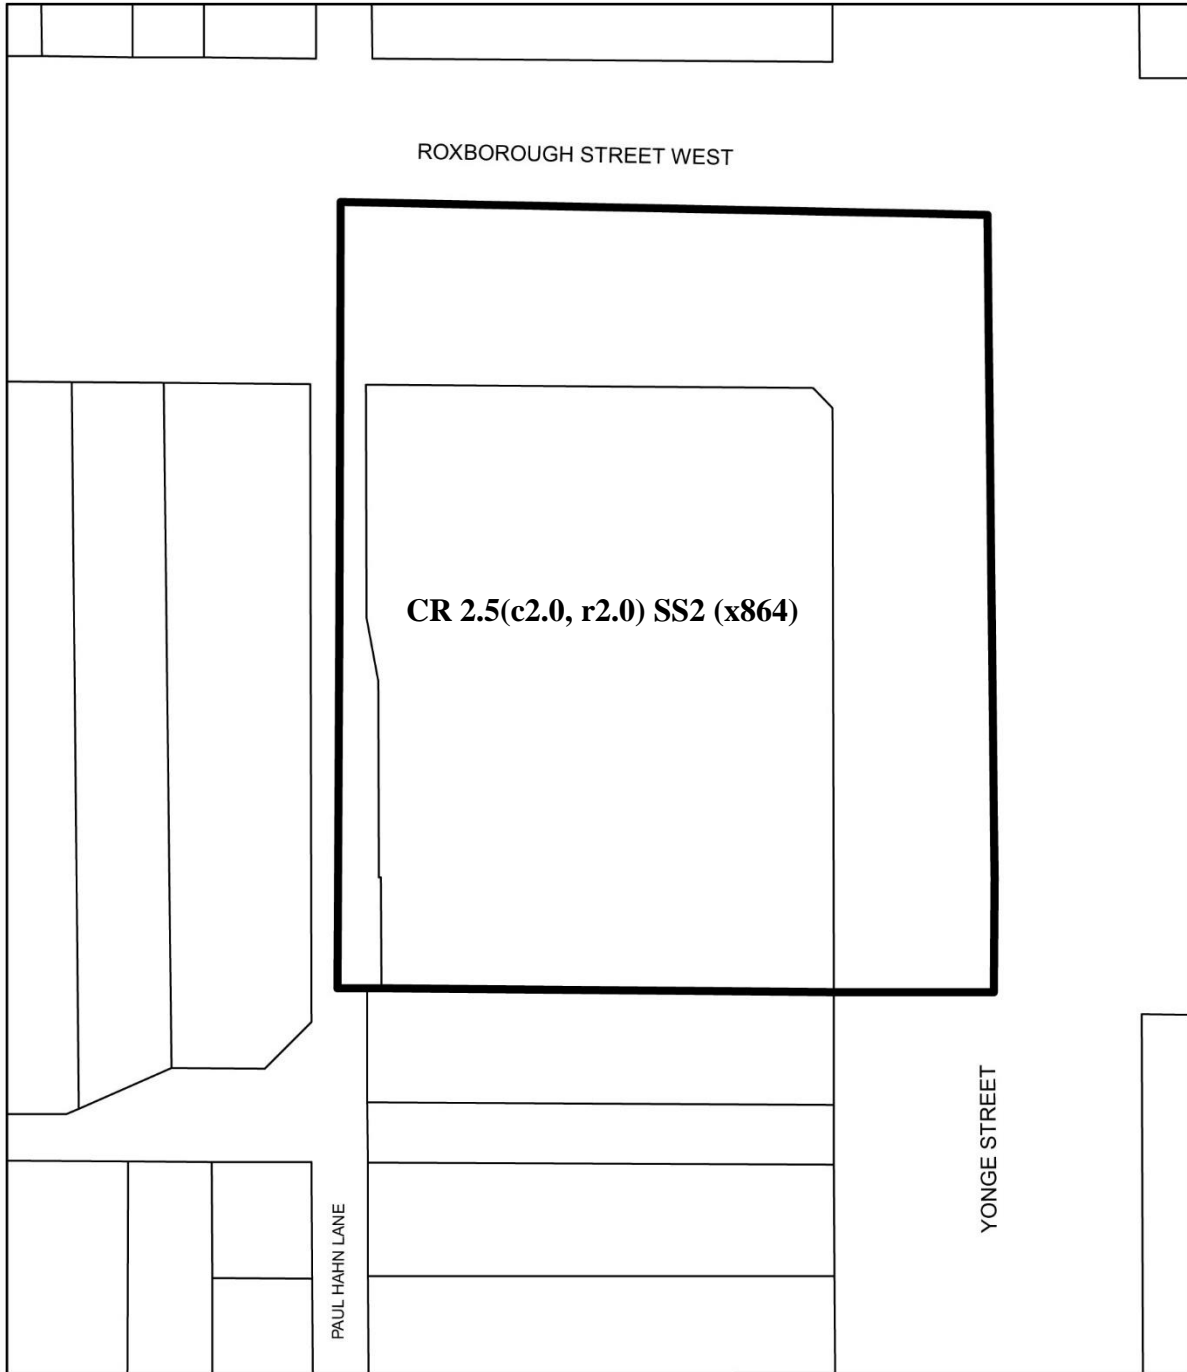 ROXBOROUGH STREET WEST
CR 2.5(c2.0, r2.0) SS2 (x864)
YONGE STREET
PAUL HAHN LANE